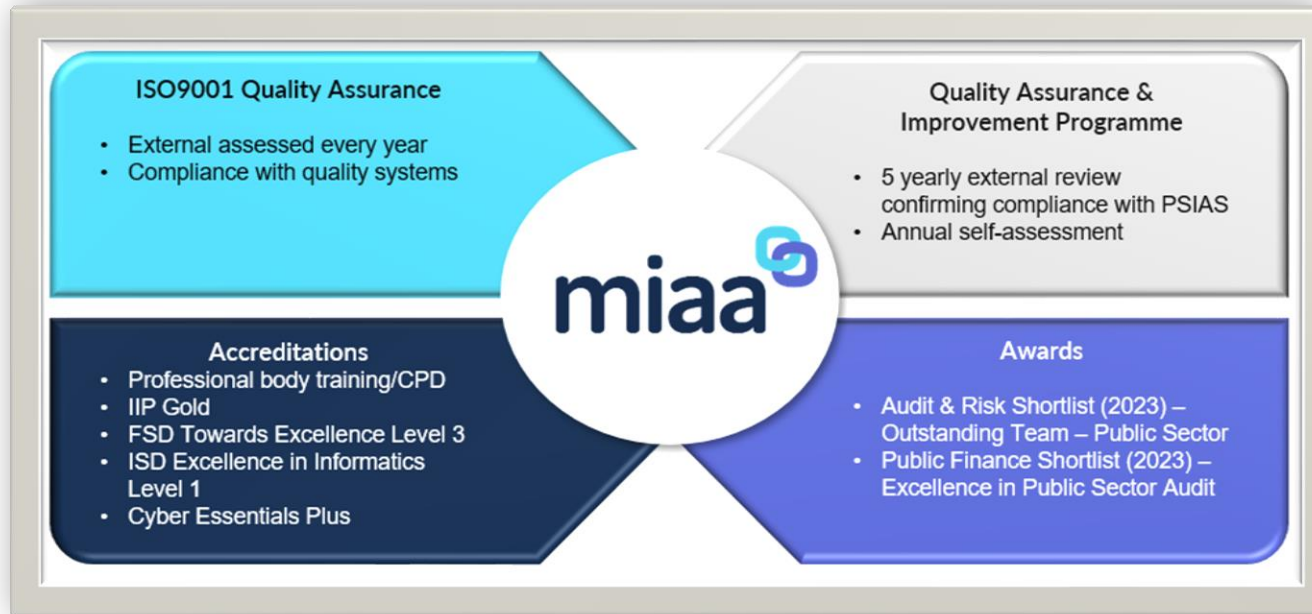 ISO9001 Quality Assurance
• External assessed every year
• Compliance with quality systems
Quality Assurance &
Improvement Programme
• 5 yearly external review
confirming compliance with PSIAS
• Annual self-assessment
miaa
Accreditations
• Professional body training/CPD
• IIP Gold
• FSD Towards Excellence Level 3
• ISD Excellence in Informatics
Level 1
• Cyber Essentials Plus
Awards
• Audit & Risk Shortlist (2023) –
Outstanding Team – Public Sector
• Public Finance Shortlist (2023) –
Excellence in Public Sector Audit